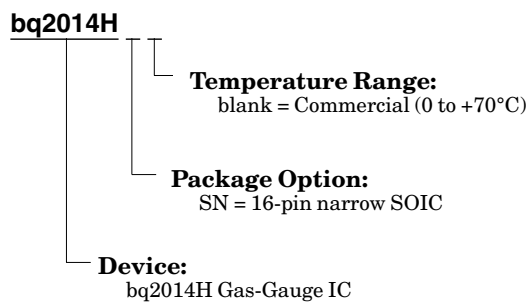 bq2014H
Temperature Range:
blank = Commercial (0 to +70°C)
Package Option:
SN = 16-pin narrow SOIC
Device:
bq2014H Gas-Gauge IC